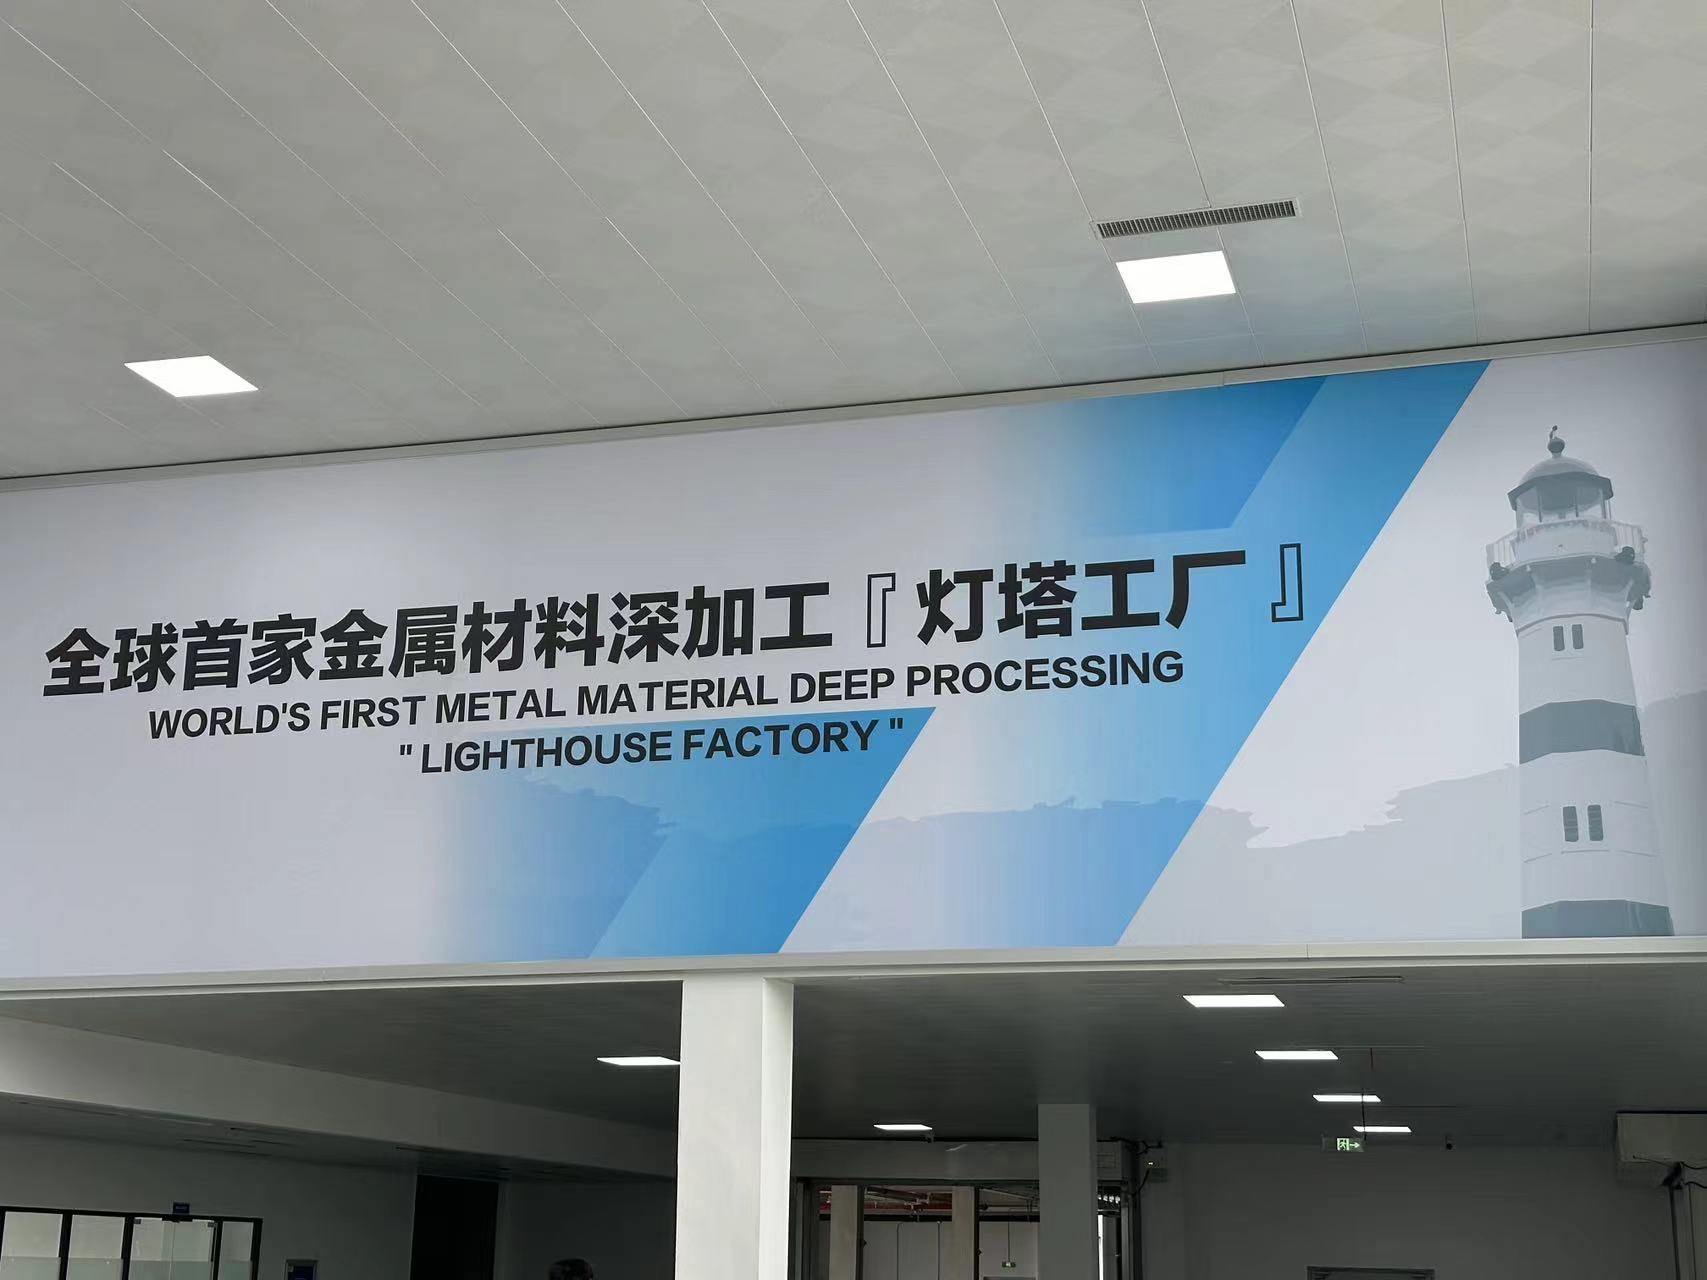 全球首家金属材料深加工『灯塔工厂』
WORLD'S FIRST METAL MATERIAL DEEP PROCESSING
" LIGHTHOUSE FACTORY "